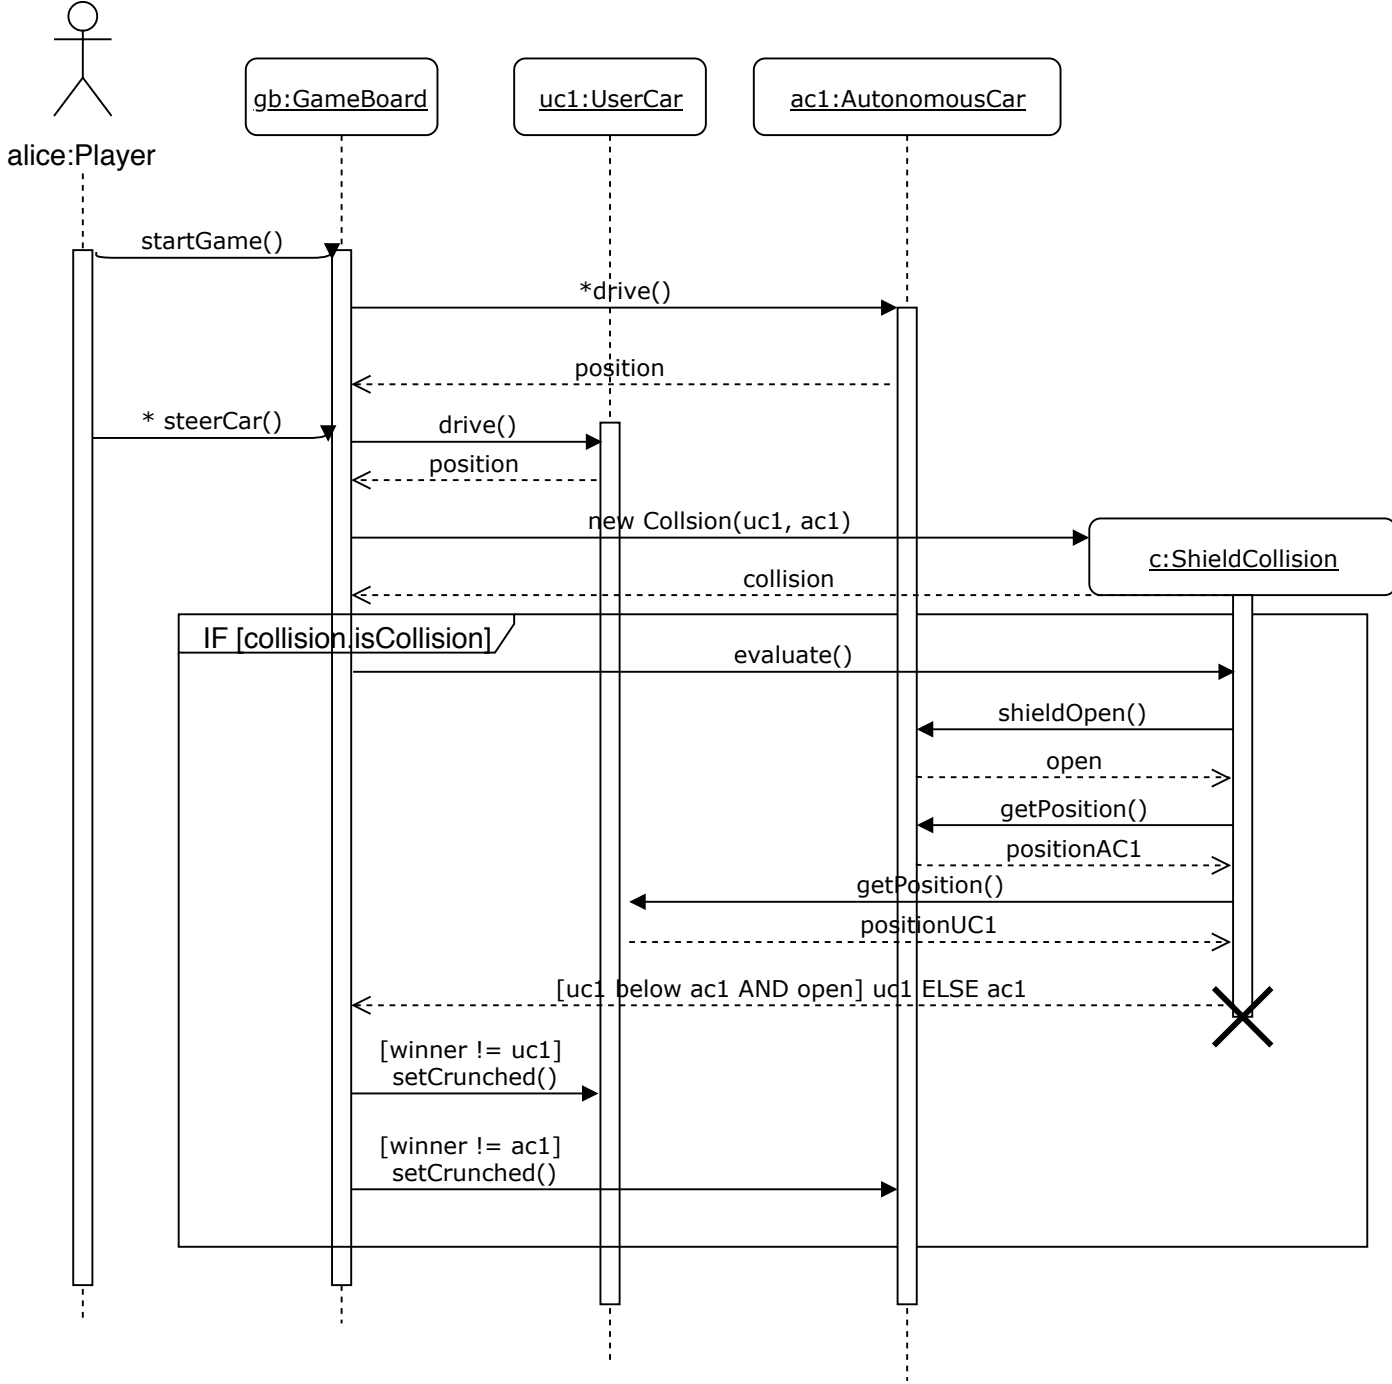 gb:GameBoard
uc1:UserCar
ac1:AutonomousCar
alice:Player
startGame()
*drive()
position
* steerCar()
drive()
position
new Collsion(uc1, ac1)
c:ShieldCollision
collision
IF [collision.isCollision]
evaluate()
shieldOpen()
open
getPosition()
positionAC1
getPosition()
positionUC1
[uc1 below ac1 AND open] uc1 ELSE ac1
[winner != uc1]
setCrunched()
[winner != ac1]
setCrunched()